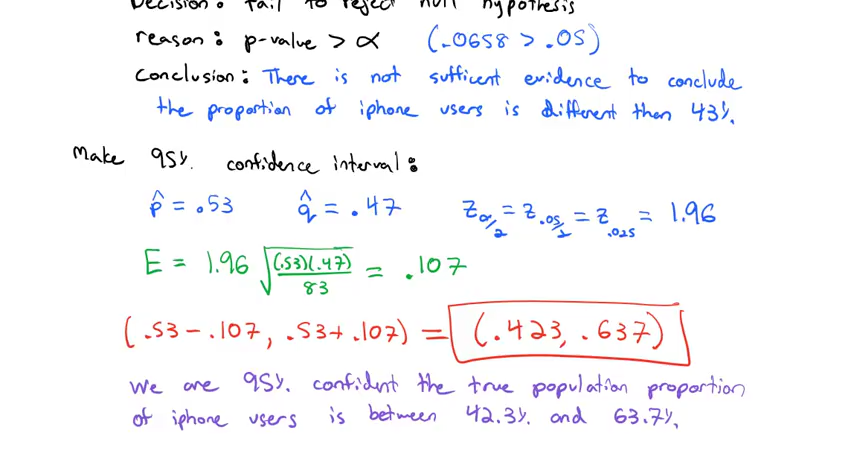 Decision: fail to reject null hypothesis
reason: p-value > α (.0658 > .05)
Conclusion: There is not sufficent evidence to conclude
the proportion of iphone users is different than 43%.
Make 95% confidence interval:
p̂ = .53 q̂ = .47 z_α/2 = z_.05/2 = z_.025 = 1.96
E = 1.96 √((.53)(.47)/83) = .107
(.53 - .107, .53 + .107) = (.423, .637)
We are 95% confident the true population proportion
of iphone users is between 42.3% and 63.7%.